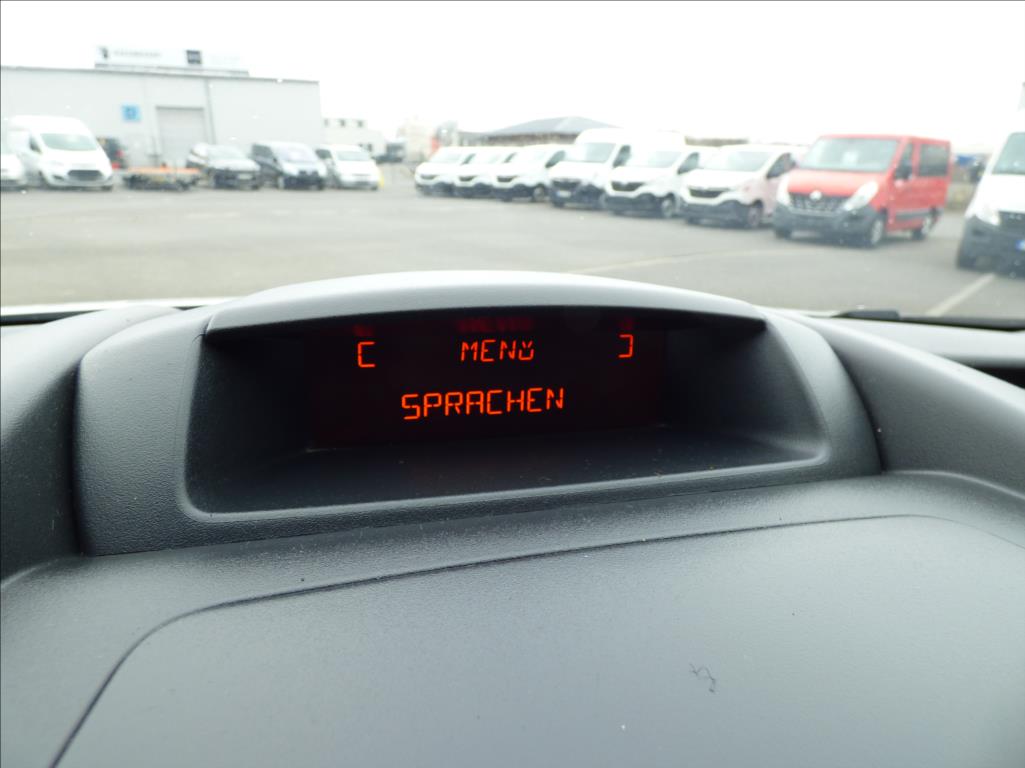 [ MENÜ ]
SPRACHEN